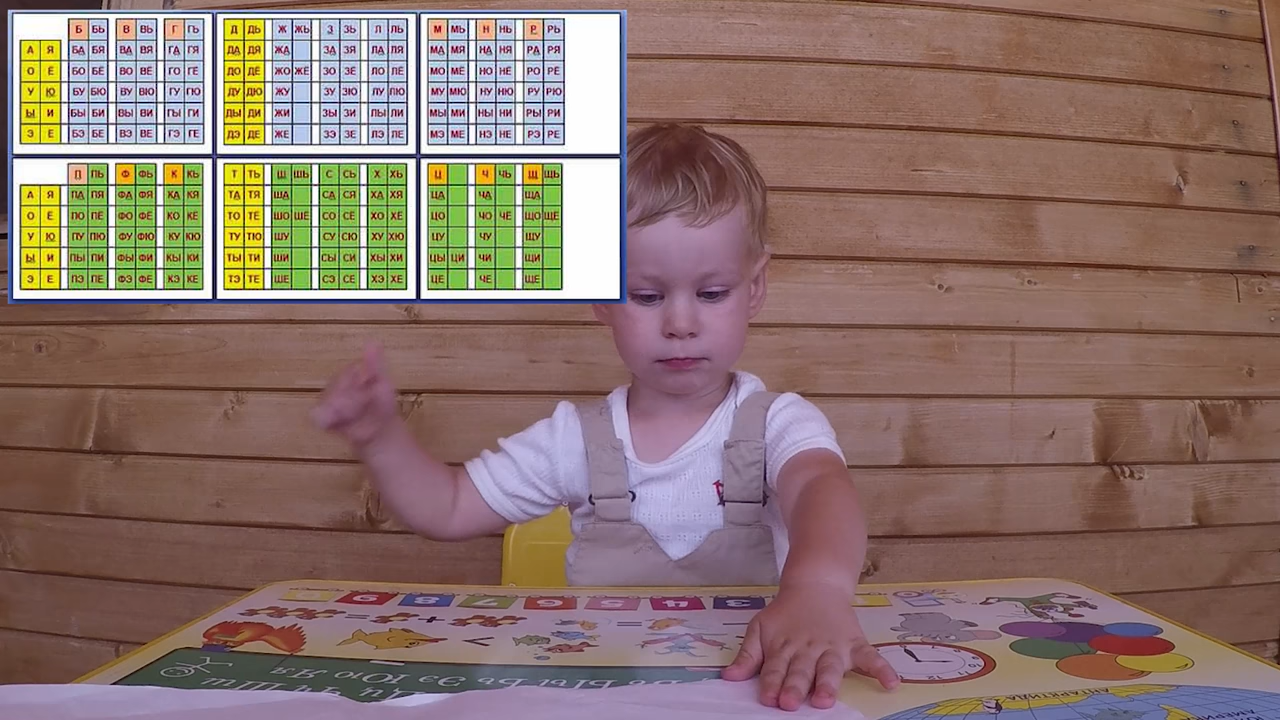 Б БЬ В ВЬ Г ГЬ
А Я БА БЯ ВА ВЯ ГА ГЯ
О Ё БО БЁ ВО ВЁ ГО ГЁ
У Ю БУ БЮ ВУ ВЮ ГУ ГЮ
Ы И БЫ БИ ВЫ ВИ ГЫ ГИ
Э Е БЭ БЕ ВЭ ВЕ ГЭ ГЕ
Д ДЬ Ж ЖЬ З ЗЬ Л ЛЬ
ДА ДЯ ЖА ЗА ЗЯ ЛА ЛЯ
ДО ДЁ ЖО ЖЁ ЗО ЗЁ ЛО ЛЁ
ДУ ДЮ ЖУ ЗУ ЗЮ ЛУ ЛЮ
ДЫ ДИ ЖИ ЗЫ ЗИ ЛЫ ЛИ
ДЭ ДЕ ЖЕ ЗЭ ЗЕ ЛЭ ЛЕ
М МЬ Н НЬ Р РЬ
МА МЯ НА НЯ РА РЯ
МО МЁ НО НЁ РО РЁ
МУ МЮ НУ НЮ РУ РЮ
МЫ МИ НЫ НИ РЫ РИ
МЭ МЕ НЭ НЕ РЭ РЕ
П ПЬ Ф ФЬ К КЬ
А Я ПА ПЯ ФА ФЯ КА КЯ
О Ё ПО ПЁ ФО ФЁ КО КЁ
У Ю ПУ ПЮ ФУ ФЮ КУ КЮ
Ы И ПЫ ПИ ФЫ ФИ КЫ КИ
Э Е ПЭ ПЕ ФЭ ФЕ КЭ КЕ
Т ТЬ Ш ШЬ С СЬ Х ХЬ
ТА ТЯ ША СА СЯ ХА ХЯ
ТО ТЁ ШО ШЁ СО СЁ ХО ХЁ
ТУ ТЮ ШУ СУ СЮ ХУ ХЮ
ТЫ ТИ ШИ СЫ СИ ХЫ ХИ
ТЭ ТЕ ШЕ СЭ СЕ ХЭ ХЕ
Ц Ч ЧЬ Щ ЩЬ
ЦА ЧА ЩА
ЦО ЧО ЧЁ ЩО ЩЁ
ЦУ ЧУ ЩУ
ЦЫ ЦИ ЧИ ЩИ
ЦЕ ЧЕ ЩЕ
9 8 7 6 5 4 3
АНТАРКТИДА